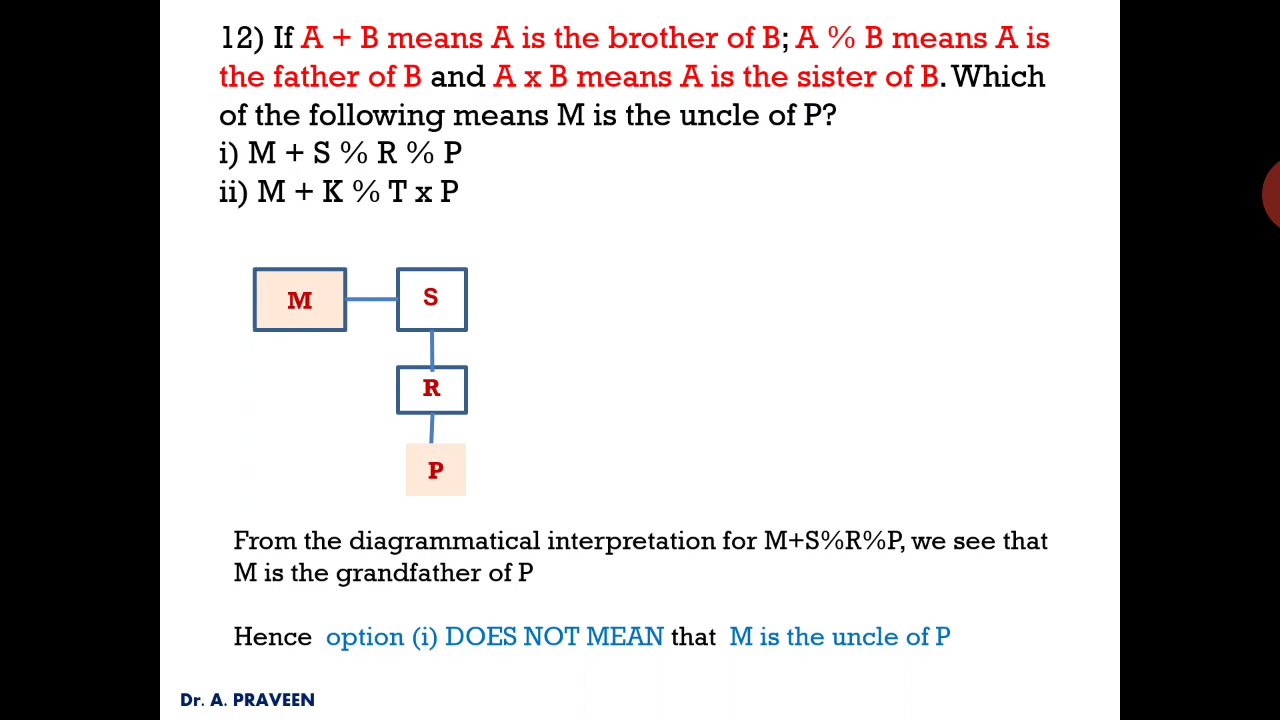 12) If A + B means A is the brother of B; A % B means A is
the father of B and A x B means A is the sister of B. Which
of the following means M is the uncle of P?
i) M + S % R % P
ii) M + K % T x P
M
S
R
P
From the diagrammatical interpretation for M+S%R%P, we see that
M is the grandfather of P
Hence option (i) DOES NOT MEAN that M is the uncle of P
Dr. A. PRAVEEN